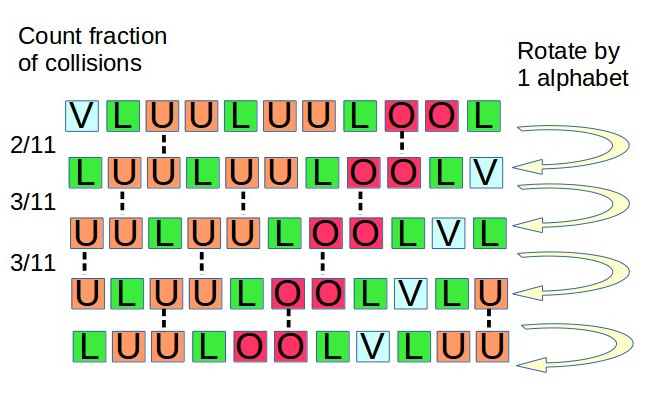 Count fraction
of collisions
Rotate by
1 alphabet
V L U U L U U L O O L
2/11
L U U L U U L O O L V
3/11
U U L U U L O O L V L
3/11
U L U U L O O L V L U
L U U L O O L V L U U